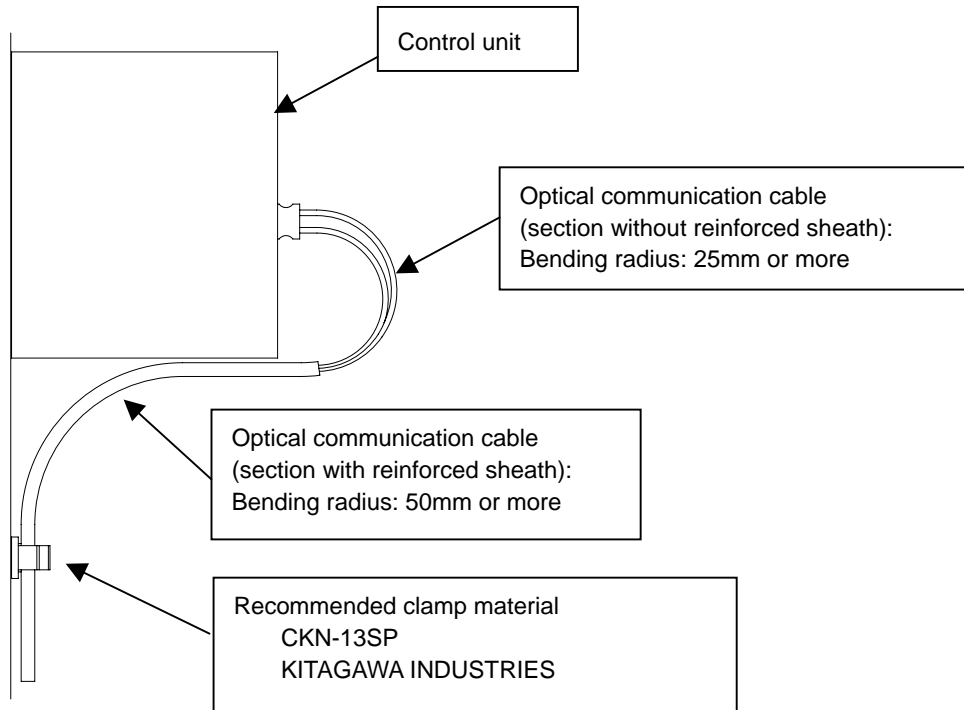 Control unit
Optical communication cable
(section without reinforced sheath):
Bending radius: 25mm or more
Optical communication cable
(section with reinforced sheath):
Bending radius: 50mm or more
Recommended clamp material
CKN-13SP
KITAGAWA INDUSTRIES